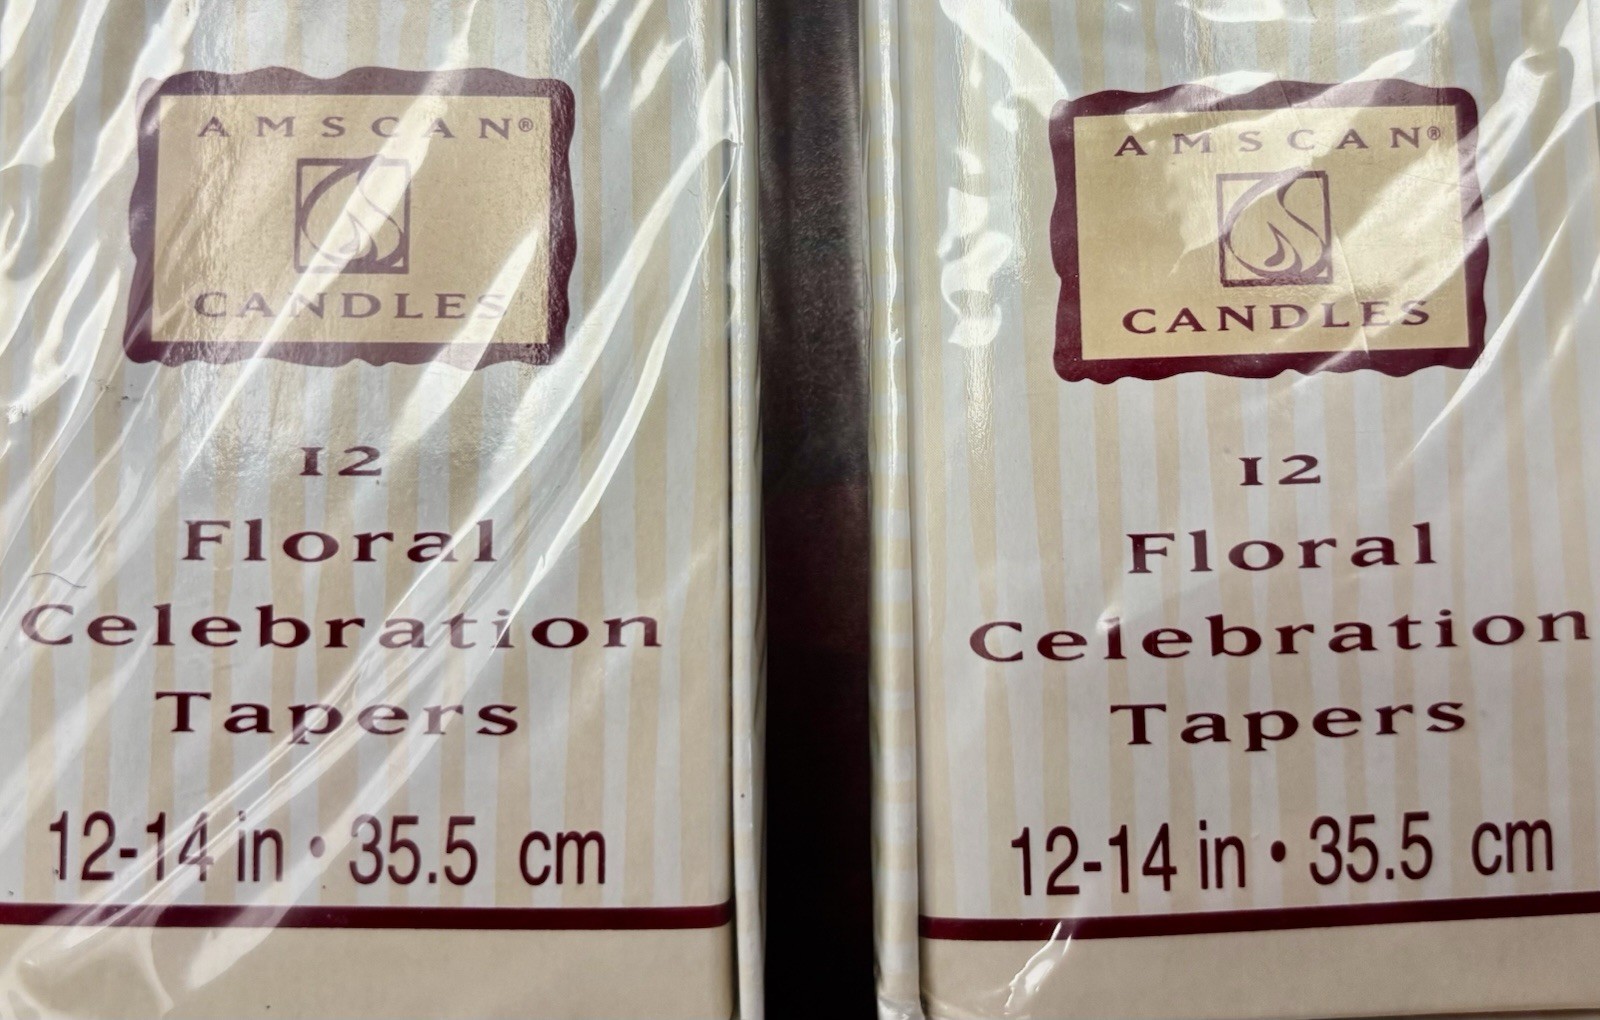 AMSCAN®
CANDLES
12
Floral
Celebration
Tapers
12-14 in • 35.5 cm
AMSCAN®
CANDLES
12
Floral
Celebration
Tapers
12-14 in • 35.5 cm